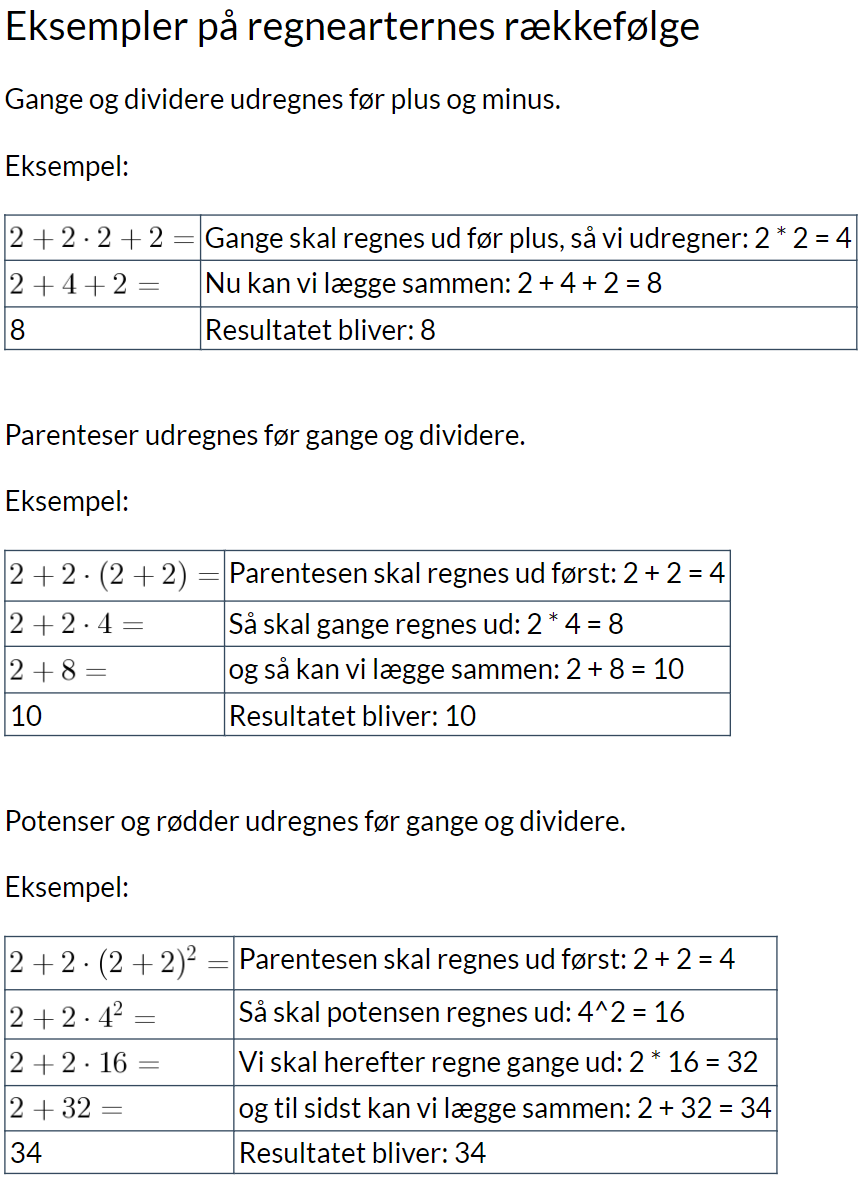 Eksempler på regnearternes rækkefølge
Gange og dividere udregnes før plus og minus.
Eksempel:
2 + 2 · 2 + 2 = Gange skal regnes ud før plus, så vi udregner: 2 * 2 = 4
2 + 4 + 2 = Nu kan vi lægge sammen: 2 + 4 + 2 = 8
8 Resultatet bliver: 8
Parenteser udregnes før gange og dividere.
Eksempel:
2 + 2 · (2 + 2) = Parentesen skal regnes ud først: 2 + 2 = 4
2 + 2 · 4 = Så skal gange regnes ud: 2 * 4 = 8
2 + 8 = og så kan vi lægge sammen: 2 + 8 = 10
10 Resultatet bliver: 10
Potenser og rødder udregnes før gange og dividere.
Eksempel:
2 + 2 · (2 + 2)² = Parentesen skal regnes ud først: 2 + 2 = 4
2 + 2 · 4² = Så skal potensen regnes ud: 4^2 = 16
2 + 2 · 16 = Vi skal herefter regne gange ud: 2 * 16 = 32
2 + 32 = og til sidst kan vi lægge sammen: 2 + 32 = 34
34 Resultatet bliver: 34